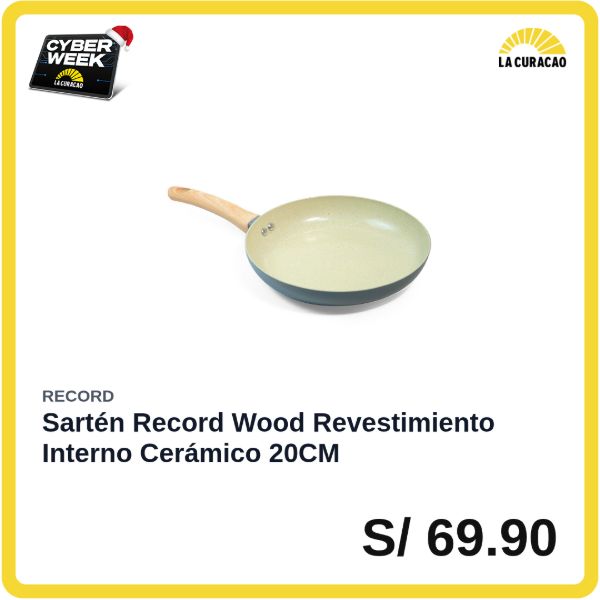 CYBER
WEEK
LA CURACAO
LA CURACAO
RECORD
Sartén Record Wood Revestimiento
Interno Cerámico 20CM
S/ 69.90